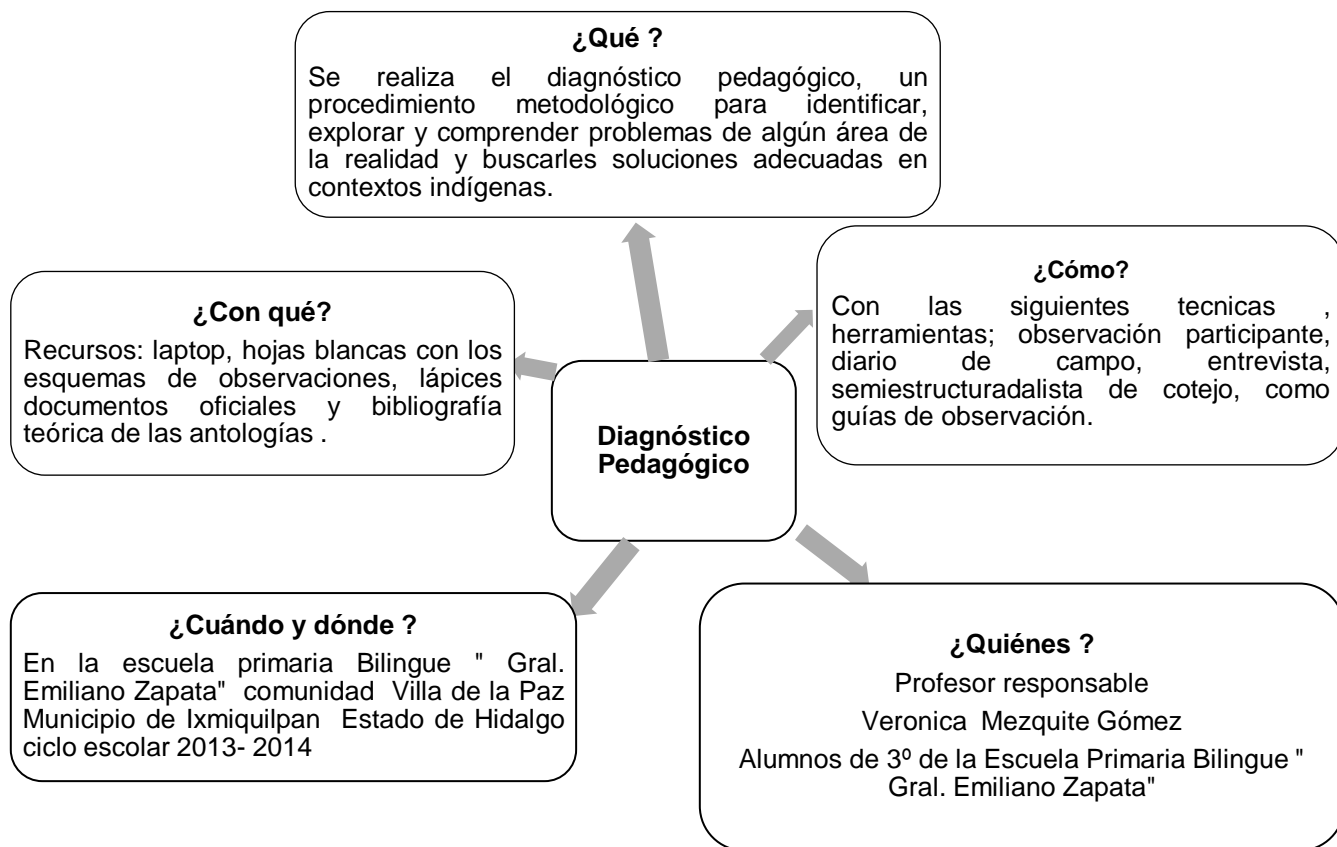 ¿Qué ?
Se realiza el diagnóstico pedagógico, un
procedimiento metodológico para identificar,
explorar y comprender problemas de algún área de
la realidad y buscarles soluciones adecuadas en
contextos indígenas.
¿Cómo?
Con las siguientes tecnicas ,
herramientas; observación participante,
diario de campo, entrevista,
semiestructuradalista de cotejo, como
guías de observación.
¿Con qué?
Recursos: laptop, hojas blancas con los
esquemas de observaciones, lápices
documentos oficiales y bibliografía
teórica de las antologías .
Diagnóstico
Pedagógico
¿Cuándo y dónde ?
En la escuela primaria Bilingue " Gral.
Emiliano Zapata" comunidad Villa de la Paz
Municipio de Ixmiquilpan Estado de Hidalgo
ciclo escolar 2013- 2014
¿Quiénes ?
Profesor responsable
Veronica Mezquite Gómez
Alumnos de 3º de la Escuela Primaria Bilingue "
Gral. Emiliano Zapata"